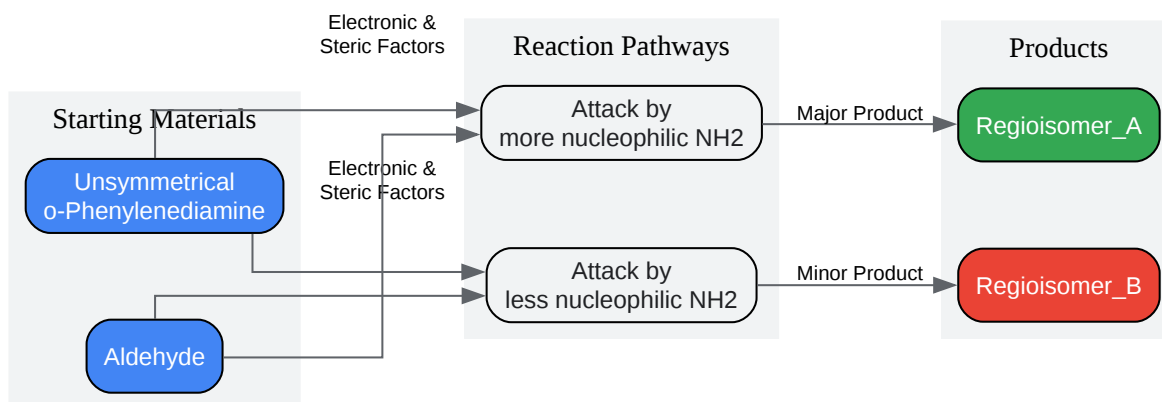 Electronic &
Steric Factors
Reaction Pathways
Products
Starting Materials
Attack by
more nucleophilic NH2
Major Product
Regioisomer_A
Unsymmetrical
o-Phenylenediamine
Electronic &
Steric Factors
Attack by
less nucleophilic NH2
Minor Product
Regioisomer_B
Aldehyde